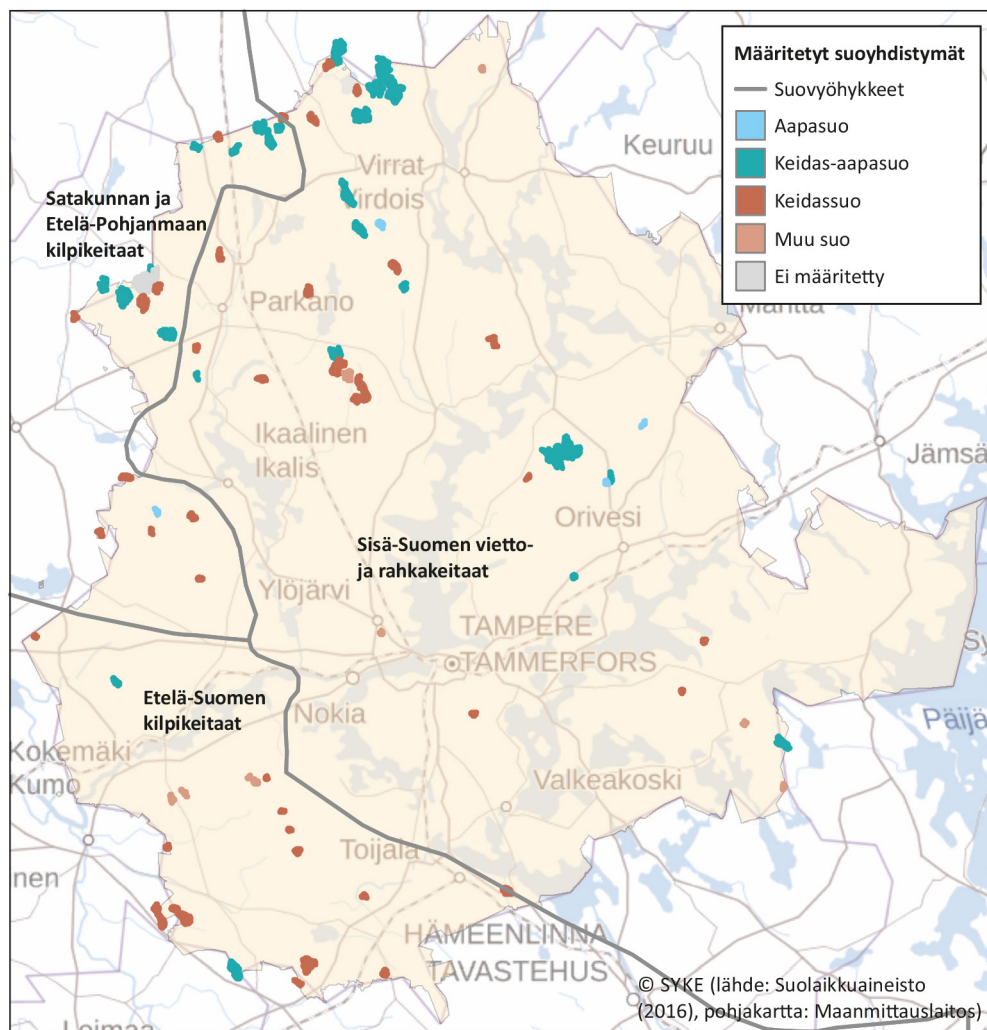 Määritetyt suoyhdistymät
Suovyöhykkeet
Aapasuo
Keidas-aapasuo
Keidassuo
Muu suo
Ei määritetty
Keuruu
Virrat
Virdois
Satakunnan ja
Etelä-Pohjanmaan
kilpikeitaat
Parkano
Mänttä
Ikaalinen
Ikalis
Jämsä
Orivesi
Sisä-Suomen vietto-
ja rahkakeitaat
Ylöjärvi
TAMPERE
TAMMERFORS
Sy
Etelä-Suomen
kilpikeitaat
Nokia
Päijä
Kokemäki
Kumo
Valkeakoski
Toijala
nen
HÄMEENLINNA
TAVASTEHUS
© SYKE (lähde: Suolaikkuaineisto
(2016), pohjakartta: Maanmittauslaitos)
Loimaa